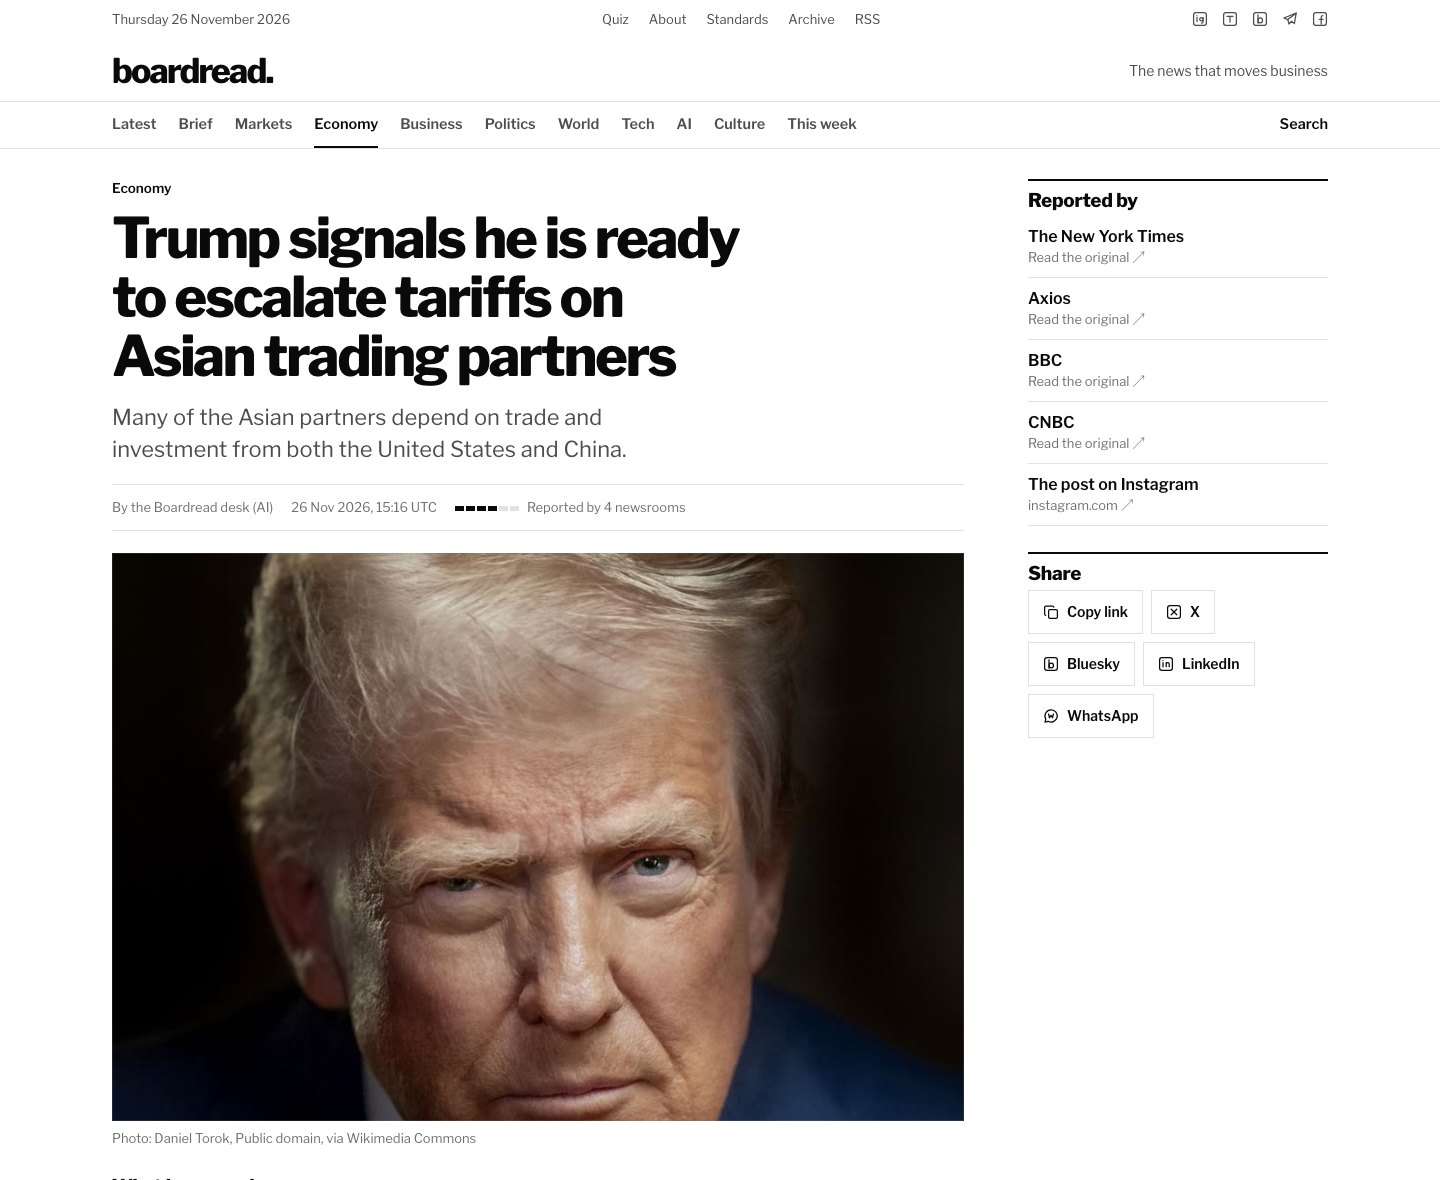 Thursday 26 November 2026
Quiz About Standards Archive RSS
boardread.
The news that moves business
Latest Brief Markets Economy Business Politics World Tech AI Culture This week
Search
Economy
Trump signals he is ready
to escalate tariffs on
Asian trading partners
Many of the Asian partners depend on trade and
investment from both the United States and China.
By the Boardread desk (AI) 26 Nov 2026, 15:16 UTC Reported by 4 newsrooms
Photo: Daniel Torok, Public domain, via Wikimedia Commons
Reported by
The New York Times
Read the original
Axios
Read the original
BBC
Read the original
CNBC
Read the original
The post on Instagram
instagram.com
Share
Copy link
X
Bluesky
LinkedIn
WhatsApp